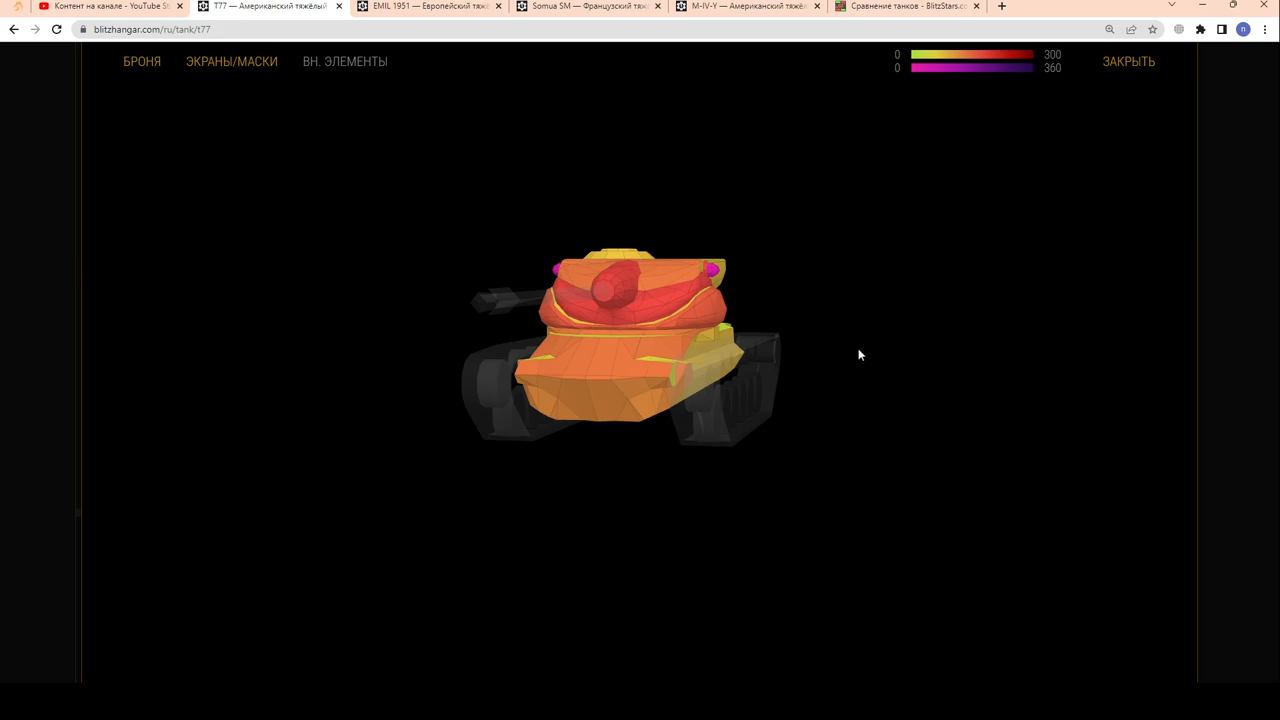 Контент на канале - YouTube St
T77 — Американский тяжёлый
EMIL 1951 — Европейский тяжё
Somua SM — Французский тяж
M-IV-Y — Американский тяжёл
Сравнение танков - BlitzStars.co
blitzhangar.com/ru/tank/t77
n
БРОНЯ ЭКРАНЫ/МАСКИ ВН. ЭЛЕМЕНТЫ
0 300
0 360
ЗАКРЫТЬ